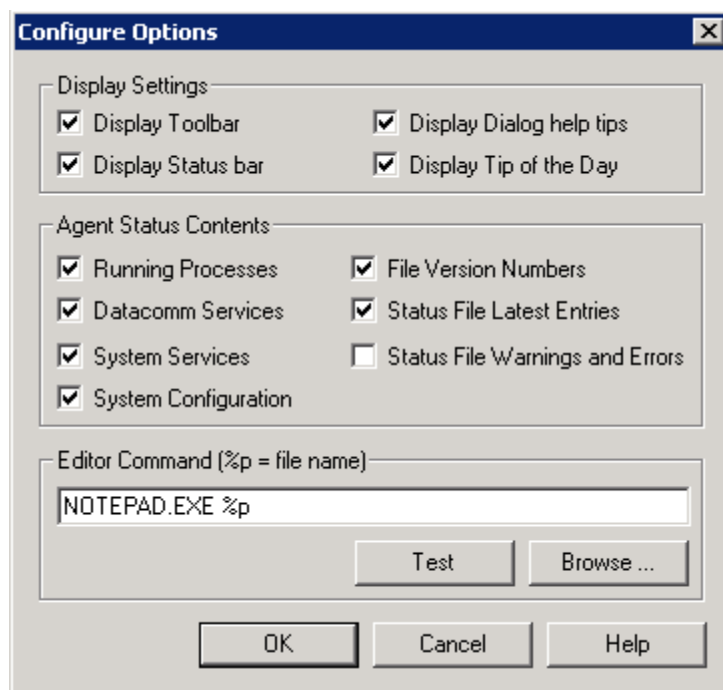 Configure Options
Display Settings
Display Toolbar
Display Dialog help tips
Display Status bar
Display Tip of the Day
Agent Status Contents
Running Processes
File Version Numbers
Datacomm Services
Status File Latest Entries
System Services
Status File Warnings and Errors
System Configuration
Editor Command (%p = file name)
NOTEPAD.EXE %p
Test
Browse ...
OK
Cancel
Help